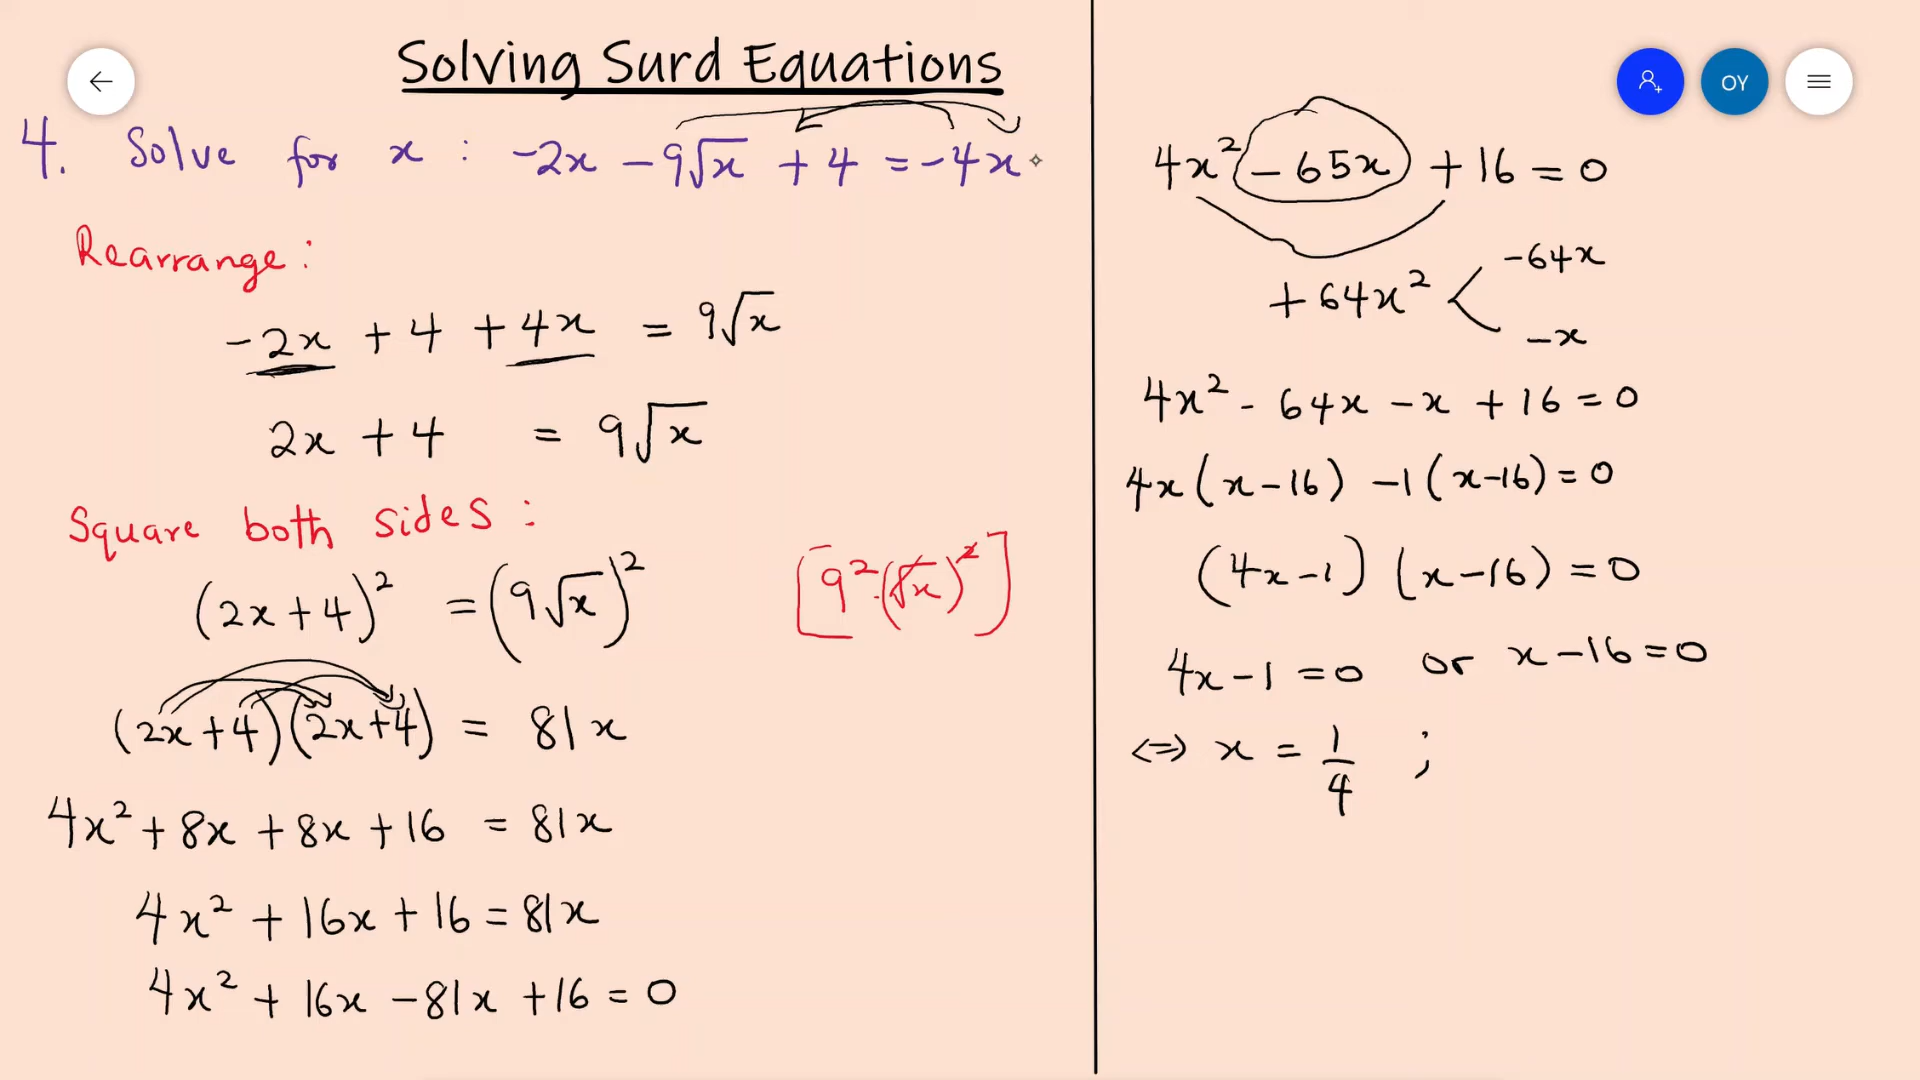 Solving Surd Equations
4. Solve for x : -2x - 9√x + 4 = -4x
Rearrange:
-2x + 4 + 4x = 9√x
2x + 4 = 9√x
Square both sides :
(2x + 4)² = (9√x)² [9²·(√x)²]
(2x + 4)(2x + 4) = 81x
4x² + 8x + 8x + 16 = 81x
4x² + 16x + 16 = 81x
4x² + 16x - 81x + 16 = 0
OY
4x² - 65x + 16 = 0
-64x
+ 64x²
-x
4x² - 64x - x + 16 = 0
4x(x - 16) - 1(x - 16) = 0
(4x - 1)(x - 16) = 0
4x - 1 = 0 or x - 16 = 0
<=> x = 1/4 ;